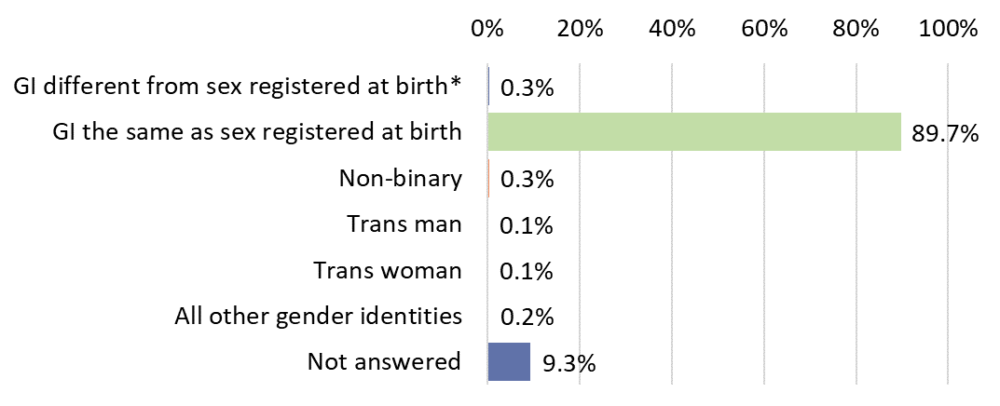 0% 20% 40% 60% 80% 100%
GI different from sex registered at birth* 0.3%
GI the same as sex registered at birth 89.7%
Non-binary 0.3%
Trans man 0.1%
Trans woman 0.1%
All other gender identities 0.2%
Not answered 9.3%